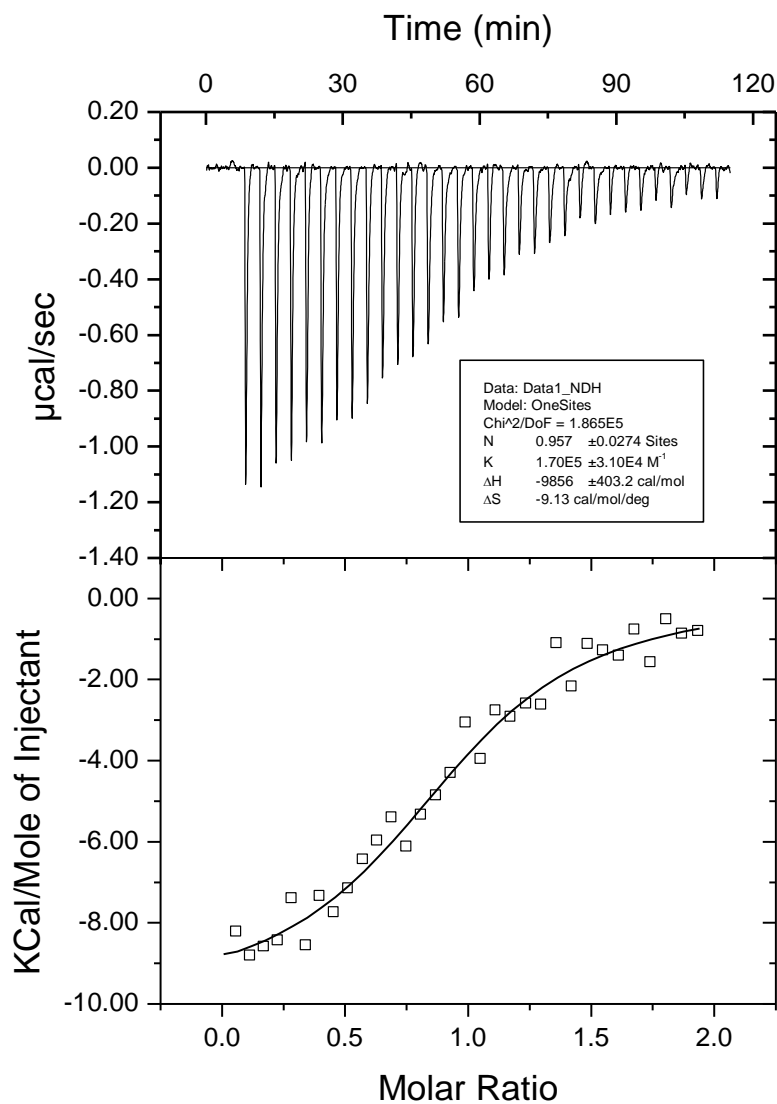 Time (min)
0 30 60 90 120
0.20
0.00
-0.20
-0.40
-0.60
-0.80
-1.00
-1.20
-1.40
µcal/sec
Data: Data1_NDH
Model: OneSites
Chi^2/DoF = 1.865E5
N 0.957 ±0.0274 Sites
K 1.70E5 ±3.10E4 M⁻¹
ΔH -9856 ±403.2 cal/mol
ΔS -9.13 cal/mol/deg
0.00
-2.00
-4.00
-6.00
-8.00
-10.00
KCal/Mole of Injectant
0.0 0.5 1.0 1.5 2.0
Molar Ratio